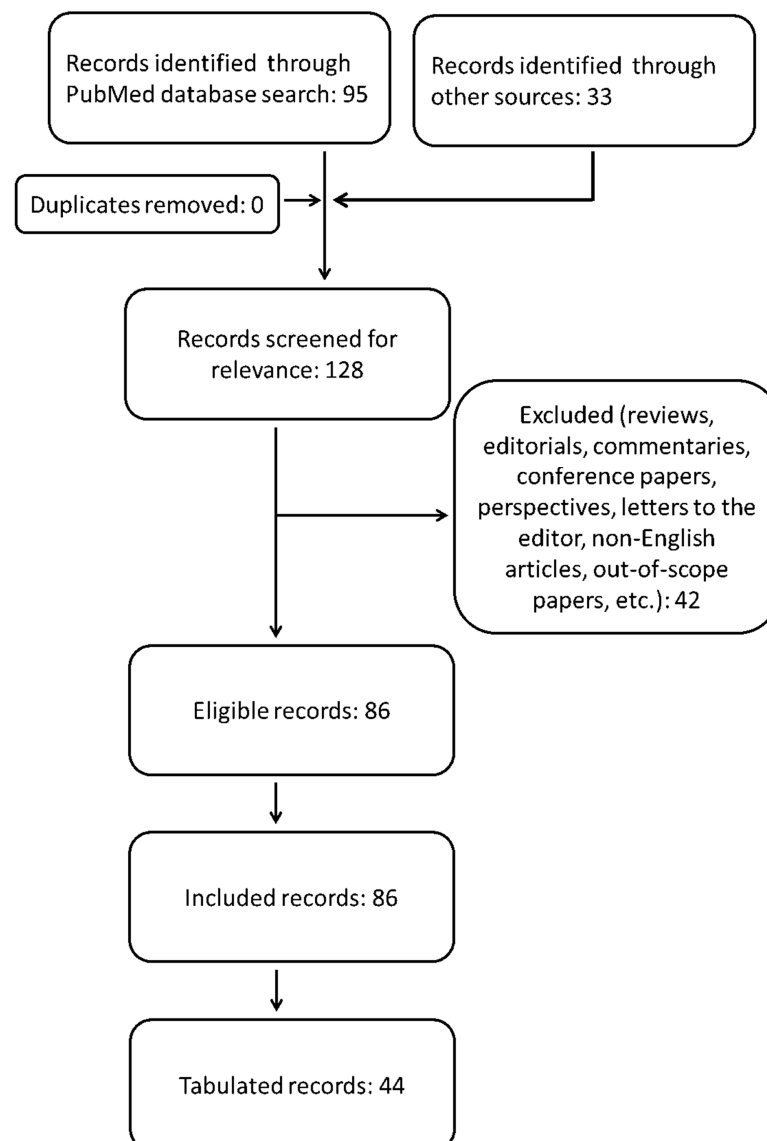 Records identified through
PubMed database search: 95
Records identified through
other sources: 33
Duplicates removed: 0
Records screened for
relevance: 128
Excluded (reviews,
editorials, commentaries,
conference papers,
perspectives, letters to the
editor, non-English
articles, out-of-scope
papers, etc.): 42
Eligible records: 86
Included records: 86
Tabulated records: 44